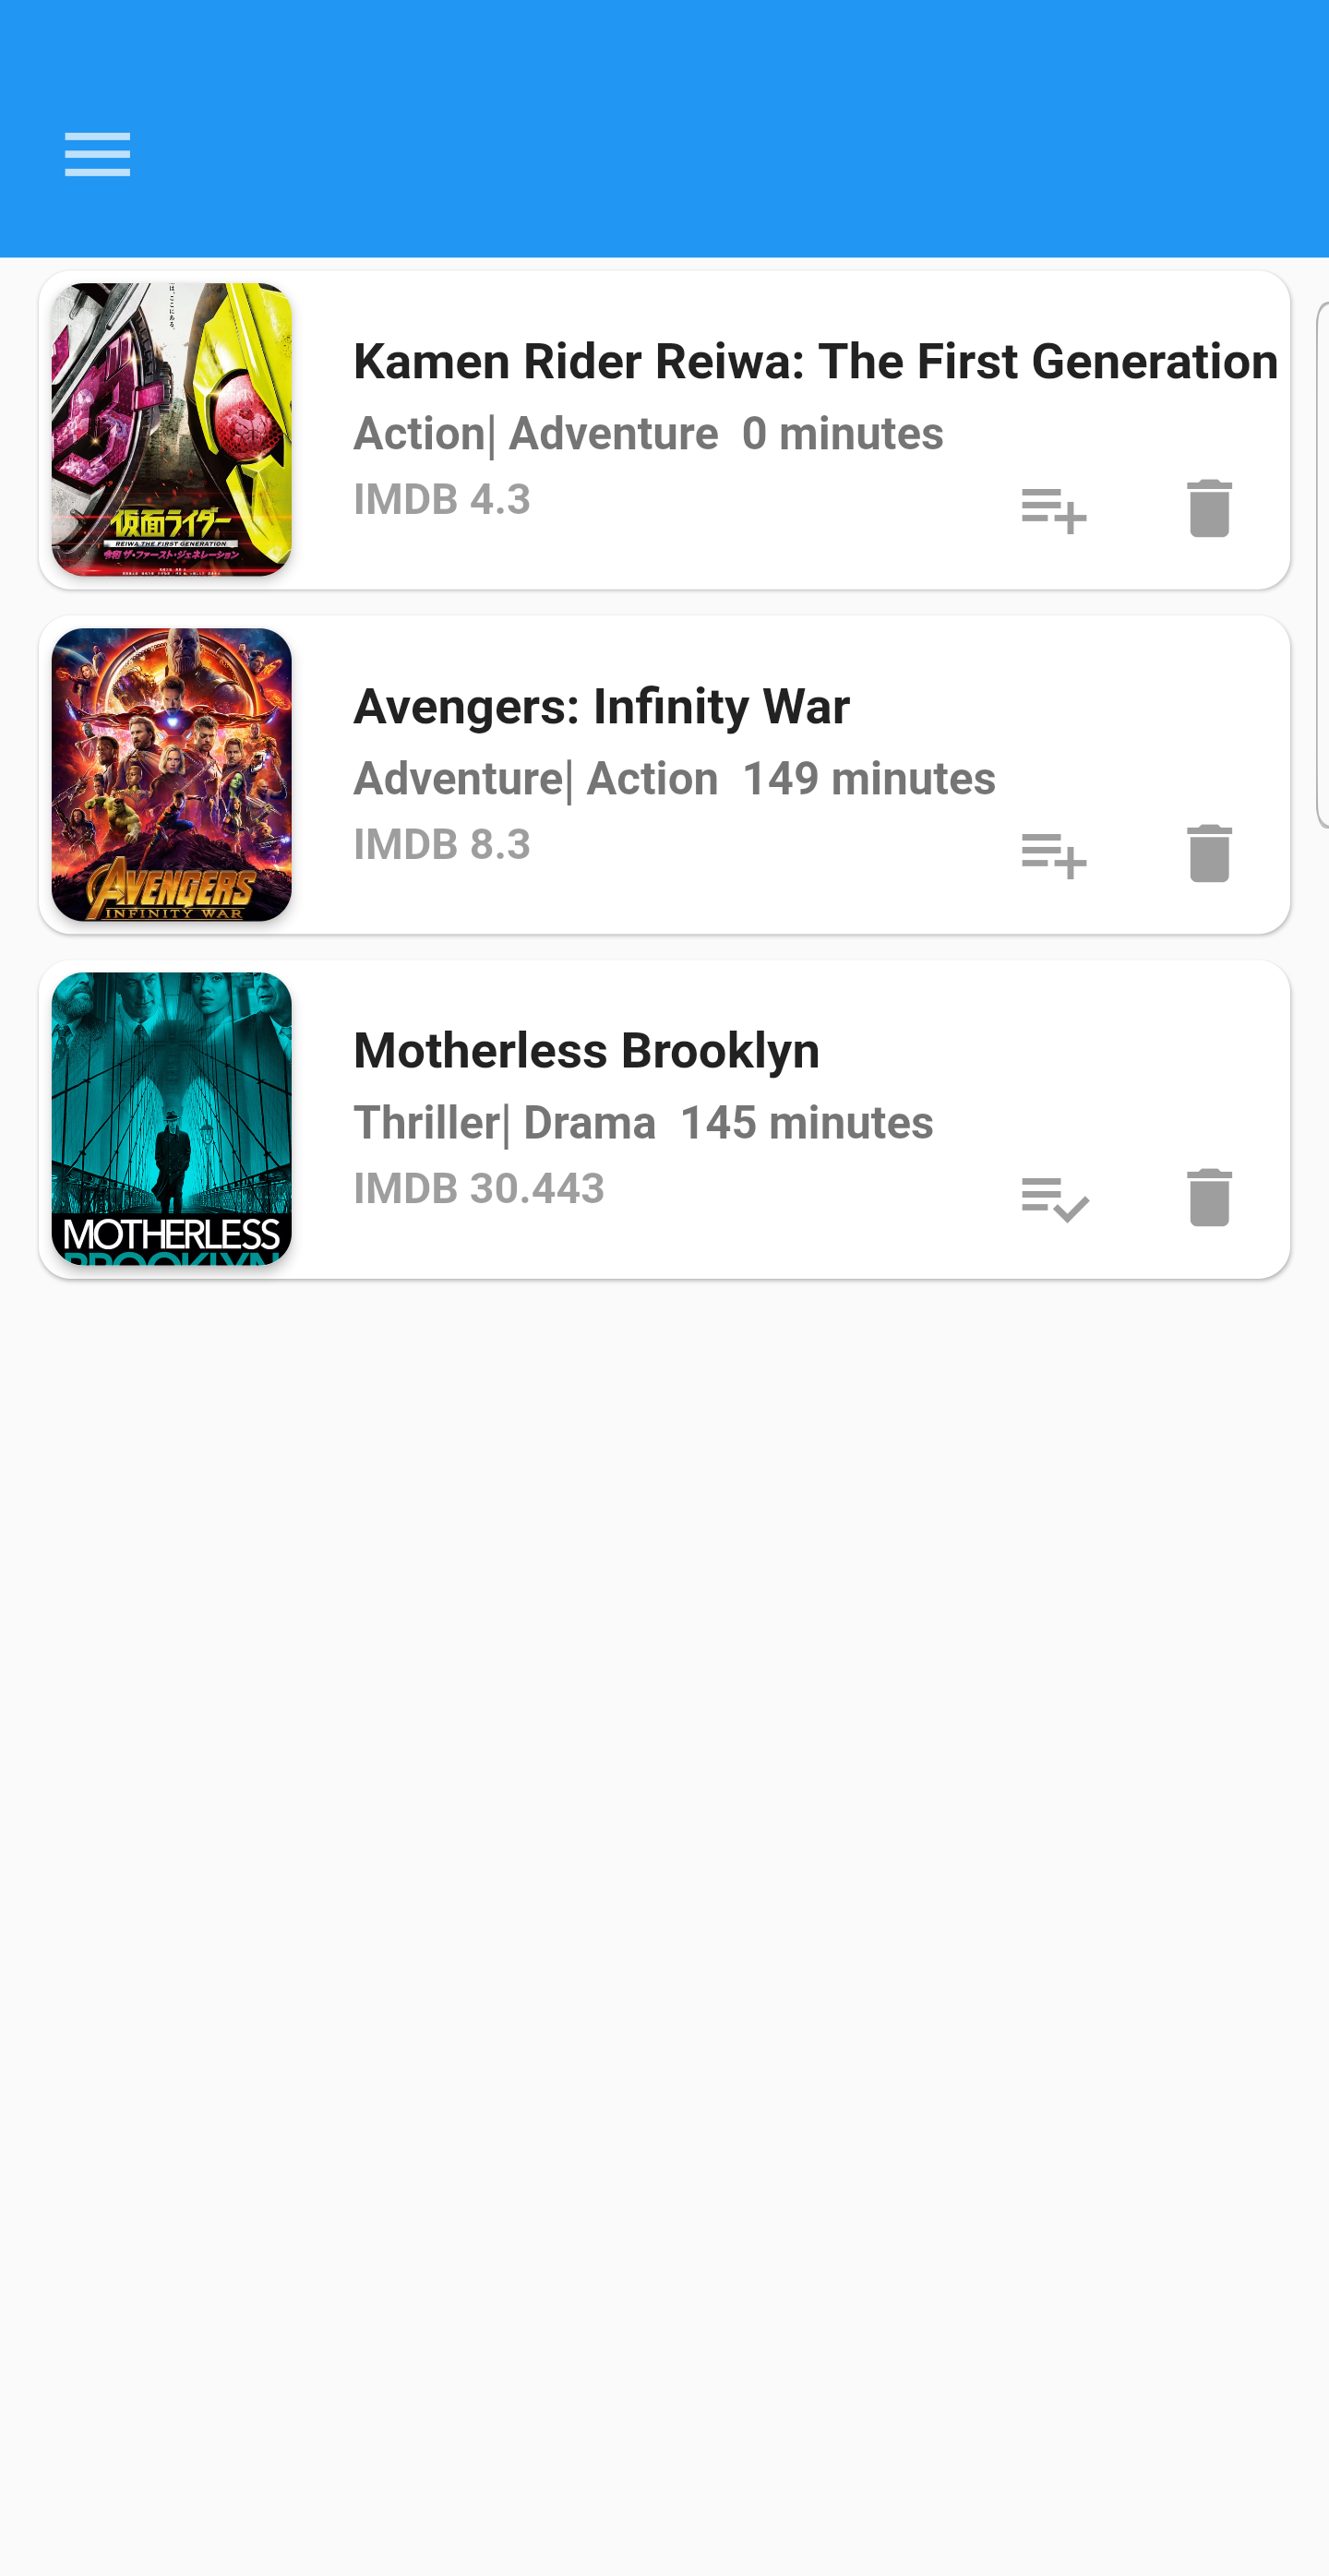 Kamen Rider Reiwa: The First Generation
Action| Adventure 0 minutes
IMDB 4.3
仮面ライダー
REIWA THE FIRST GENERATION
令和 ザ・ファースト・ジェネレーション
Avengers: Infinity War
Adventure| Action 149 minutes
IMDB 8.3
AVENGERS
INFINITY WAR
Motherless Brooklyn
Thriller| Drama 145 minutes
IMDB 30.443
MOTHERLESS
BROOKLYN